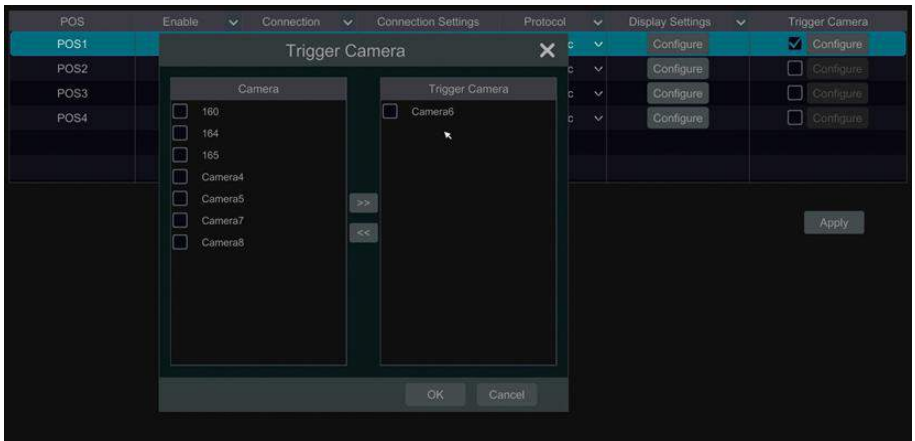 POS Enable Connection Connection Settings Protocol Display Settings Trigger Camera
POS1 c Configure Configure
POS2 c Configure Configure
POS3 c Configure Configure
POS4 c Configure Configure
Trigger Camera
Camera
160
164
165
Camera4
Camera5
Camera7
Camera8
>>
<<
Trigger Camera
Camera6
OK Cancel
Apply